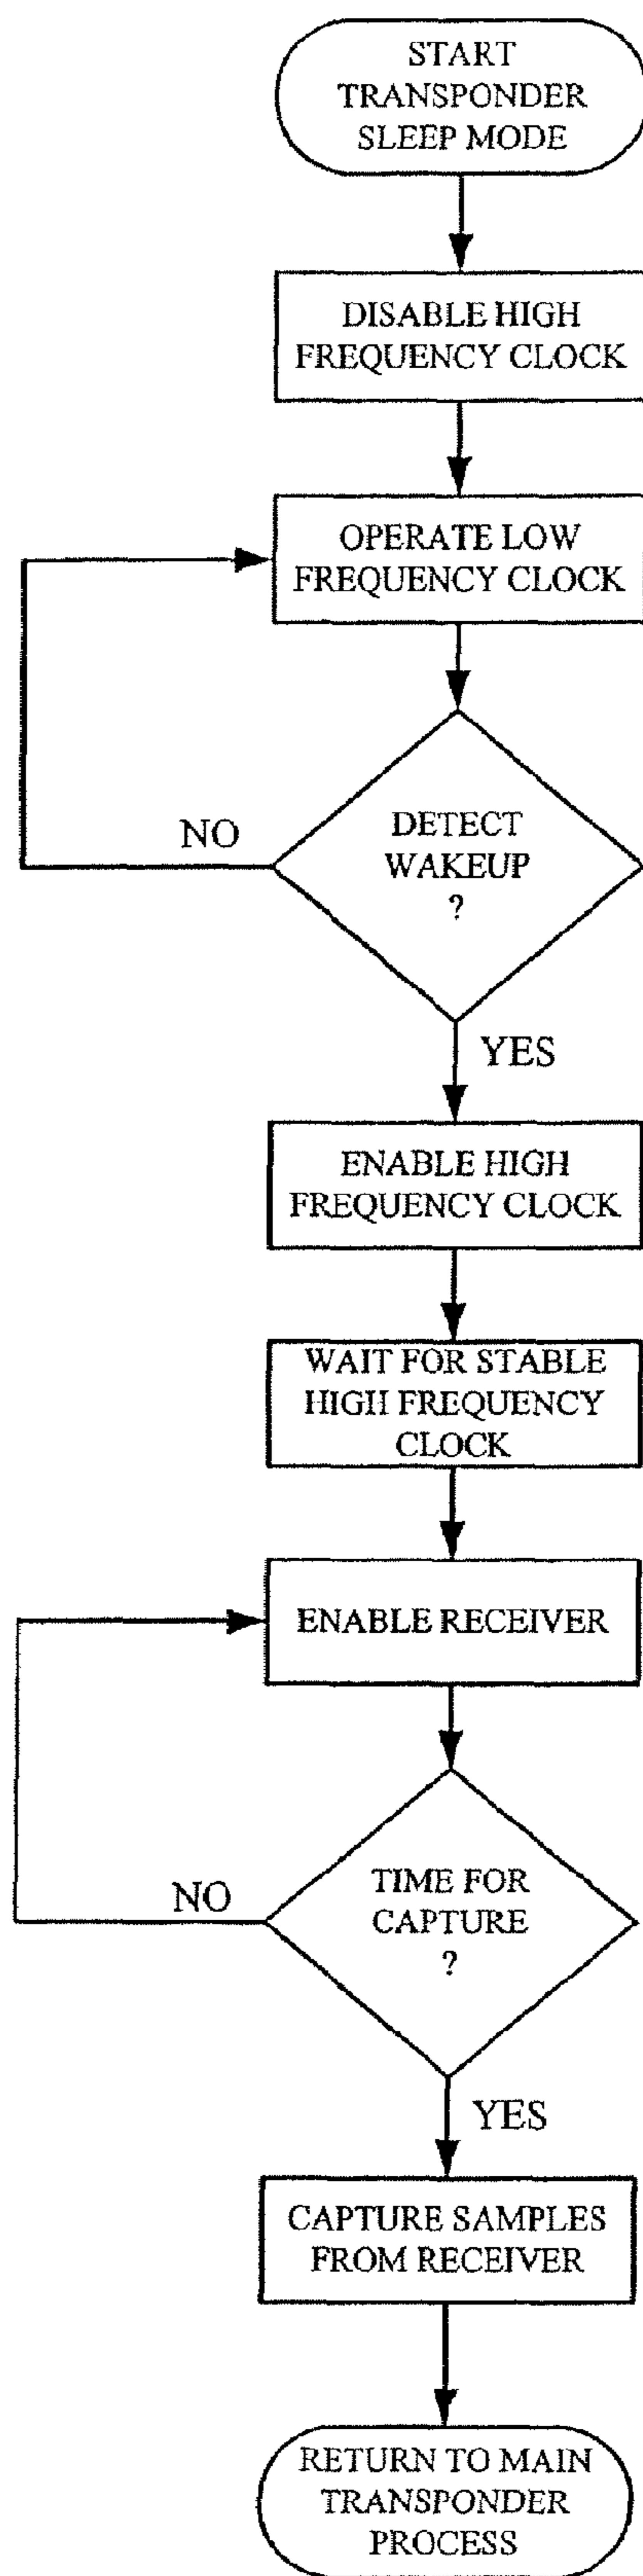 START
TRANSPONDER
SLEEP MODE
DISABLE HIGH
FREQUENCY CLOCK
OPERATE LOW
FREQUENCY CLOCK
DETECT
WAKEUP
?
NO
YES
ENABLE HIGH
FREQUENCY CLOCK
WAIT FOR STABLE
HIGH FREQUENCY
CLOCK
ENABLE RECEIVER
TIME FOR
CAPTURE
?
NO
YES
CAPTURE SAMPLES
FROM RECEIVER
RETURN TO MAIN
TRANSPONDER
PROCESS